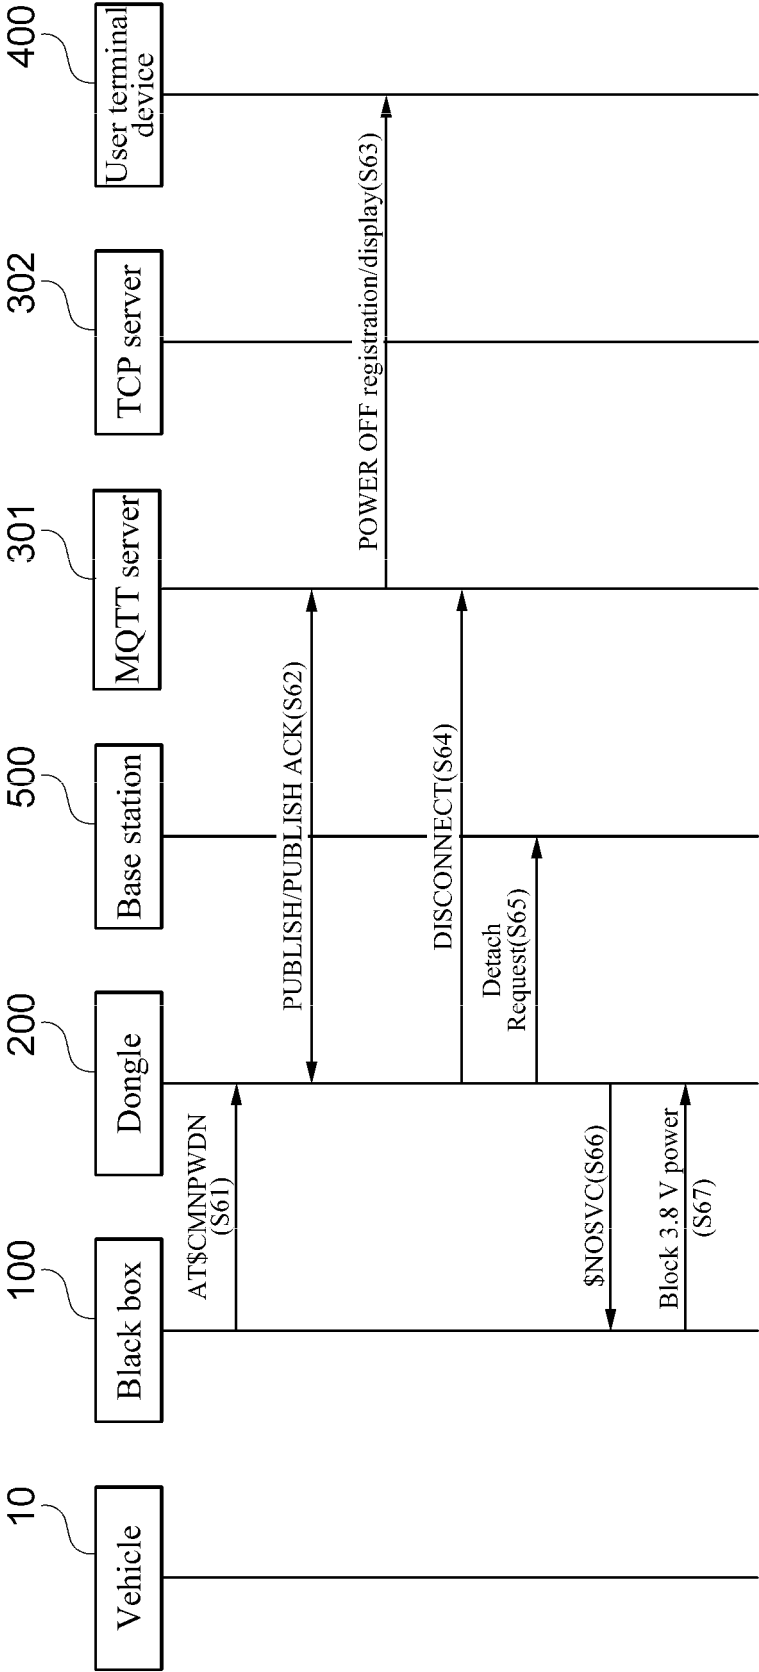 10
100
200
500
301
302
400
Vehicle
Black box
Dongle
Base station
MQTT server
TCP server
User terminal
device
AT$CMNPWDN
(S61)
PUBLISH/PUBLISH ACK(S62)
POWER OFF registration/display(S63)
DISCONNECT(S64)
Detach
Request(S65)
$NOSVC(S66)
Block 3.8 V power
(S67)